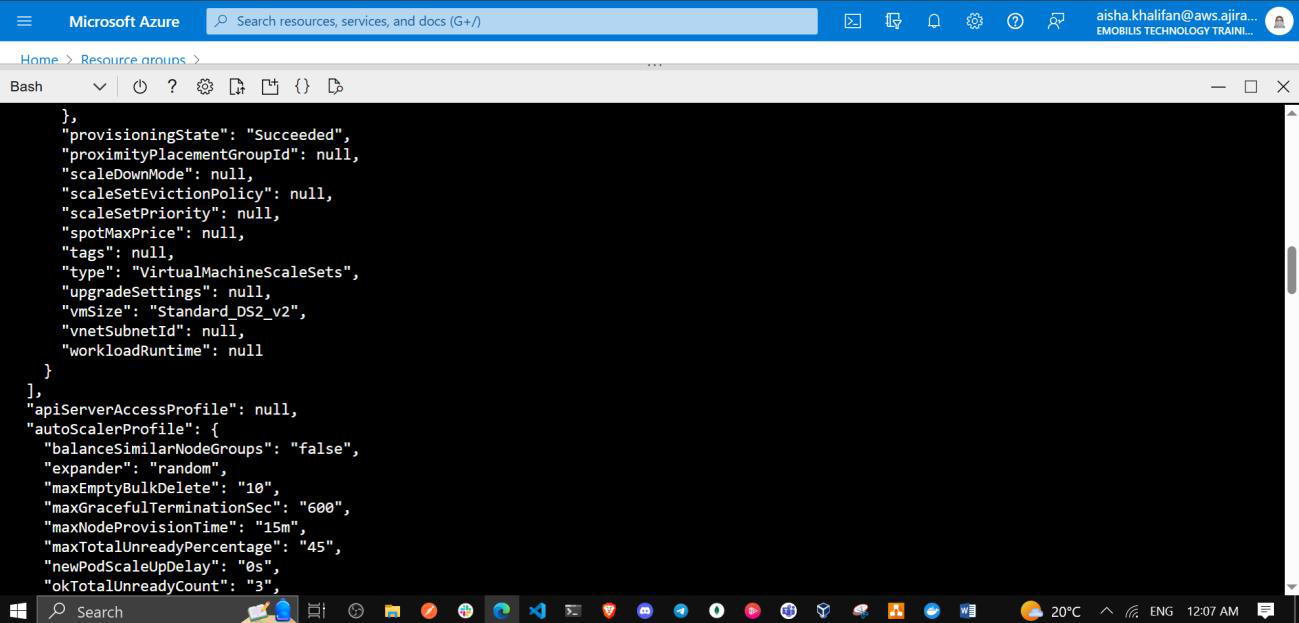 Microsoft Azure
Search resources, services, and docs (G+/)
aisha.khalifan@aws.ajira...
EMOBILIS TECHNOLOGY TRAINI...
Home > Resource groups >
Bash
},
"provisioningState": "Succeeded",
"proximityPlacementGroupId": null,
"scaleDownMode": null,
"scaleSetEvictionPolicy": null,
"scaleSetPriority": null,
"spotMaxPrice": null,
"tags": null,
"type": "VirtualMachineScaleSets",
"upgradeSettings": null,
"vmSize": "Standard_DS2_v2",
"vnetSubnetId": null,
"workloadRuntime": null
}
],
"apiServerAccessProfile": null,
"autoScalerProfile": {
"balanceSimilarNodeGroups": "false",
"expander": "random",
"maxEmptyBulkDelete": "10",
"maxGracefulTerminationSec": "600",
"maxNodeProvisionTime": "15m",
"maxTotalUnreadyPercentage": "45",
"newPodScaleUpDelay": "0s",
"okTotalUnreadyCount": "3",
Search
20°C
ENG
12:07 AM